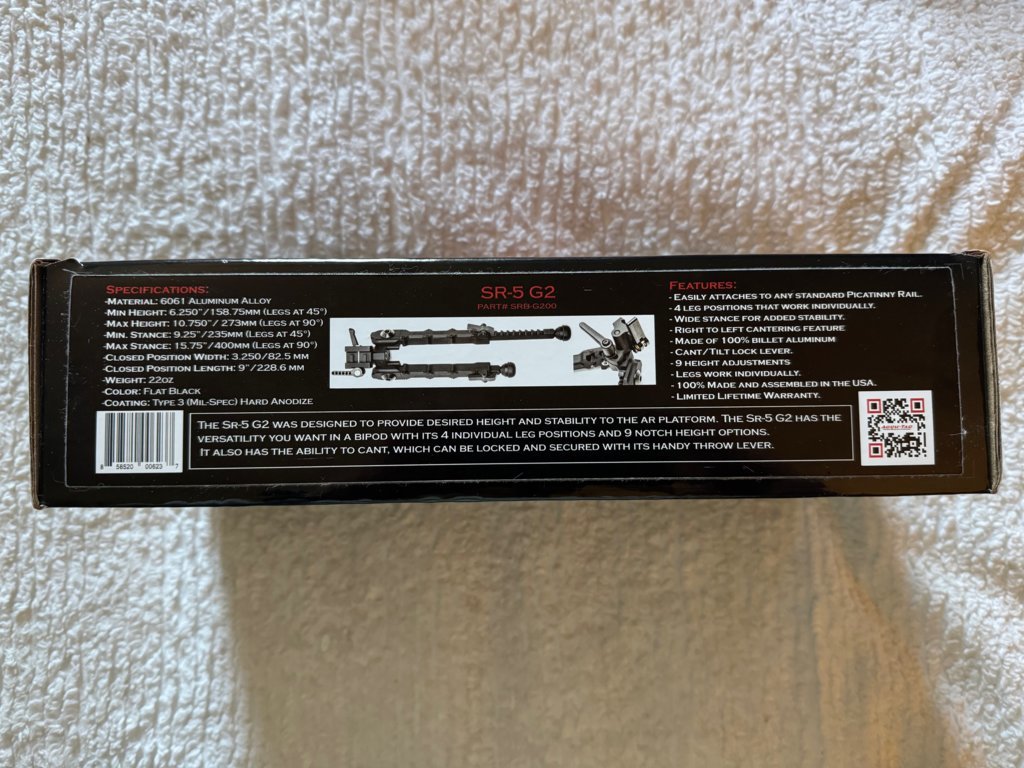 SPECIFICATIONS:
-MATERIAL: 6061 ALUMINUM ALLOY
-MIN HEIGHT: 6.250"/158.75MM (LEGS AT 45°)
-MAX HEIGHT: 10.750"/ 273MM (LEGS AT 90°)
-MIN. STANCE: 9.25"/235MM (LEGS AT 45°)
-MAX STANCE: 15.75"/400MM (LEGS AT 90°)
-CLOSED POSITION WIDTH: 3.250/82.5 MM
-CLOSED POSITION LENGTH: 9"/228.6 MM
-WEIGHT: 22OZ
-COLOR: FLAT BLACK
-COATING: TYPE 3 (MIL-SPEC) HARD ANODIZE
SR-5 G2
PART# SRB-G200
FEATURES:
- EASILY ATTACHES TO ANY STANDARD PICATINNY RAIL.
- 4 LEG POSITIONS THAT WORK INDIVIDUALLY.
- WIDE STANCE FOR ADDED STABILITY.
- RIGHT TO LEFT CANTERING FEATURE
- MADE OF 100% BILLET ALUMINUM
- CANT/TILT LOCK LEVER.
- 9 HEIGHT ADJUSTMENTS
- LEGS WORK INDIVIDUALLY.
- 100% MADE AND ASSEMBLED IN THE USA.
- LIMITED LIFETIME WARRANTY.
8 58520 00623 7
THE SR-5 G2 WAS DESIGNED TO PROVIDE DESIRED HEIGHT AND STABILITY TO THE AR PLATFORM. THE SR-5 G2 HAS THE
VERSATILITY YOU WANT IN A BIPOD WITH ITS 4 INDIVIDUAL LEG POSITIONS AND 9 NOTCH HEIGHT OPTIONS.
IT ALSO HAS THE ABILITY TO CANT, WHICH CAN BE LOCKED AND SECURED WITH ITS HANDY THROW LEVER.
ACCU-TAC